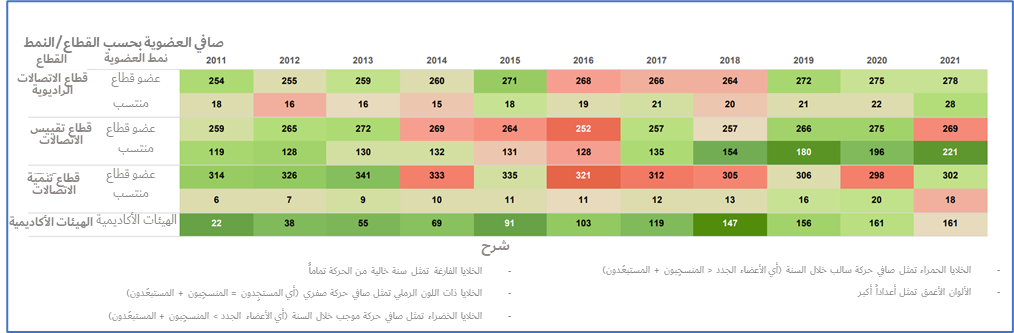 صافي العضوية بحسب القطاع/النمط
القطاع نمط العضوية 2011 2012 2013 2014 2015 2016 2017 2018 2019 2020 2021
قطاع الاتصالات الراديوية عضو قطاع 254 255 259 260 271 268 266 264 272 275 278
منتسب 18 16 16 15 18 19 21 20 21 22 28
قطاع تقييس الاتصالات عضو قطاع 259 265 272 269 264 252 257 257 266 275 269
منتسب 119 128 130 132 131 128 135 154 180 196 221
قطاع تنمية الاتصالات عضو قطاع 314 326 341 333 335 321 312 305 306 298 302
منتسب 6 7 9 10 11 11 12 13 16 20 18
الهيئات الأكاديمية الهيئات الأكاديمية 22 38 55 69 91 103 119 147 156 161 161
شرح
- الخلايا الحمراء تمثل صافي حركة سالب خلال السنة (أي الأعضاء الجدد < المنسحبون + المستبعَدون)
- الألوان الأغمق تمثل أعداداً أكبر
- الخلايا الفارغة تمثل سنة خالية من الحركة تماماً
- الخلايا ذات اللون الرملي تمثل صافي حركة صفري (أي المستجدون = المنسحبون + المستبعَدون)
- الخلايا الخضراء تمثل صافي حركة موجب خلال السنة (أي الأعضاء الجدد > المنسحبون + المستبعَدون)